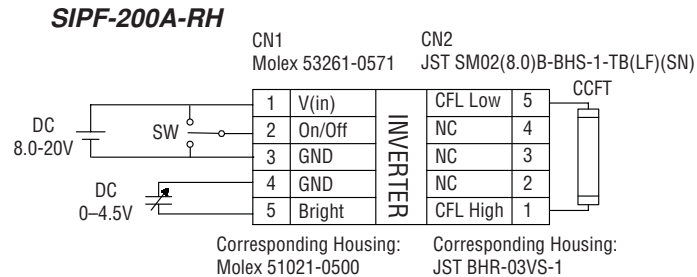 SIPF-200A-RH
CN1
Molex 53261-0571
CN2
JST SM02(8.0)B-BHS-1-TB(LF)(SN)
CCFT
DC
8.0-20V
SW
DC
0–4.5V
1 V(in)
2 On/Off
3 GND
4 GND
5 Bright
INVERTER
CFL Low 5
NC 4
NC 3
NC 2
CFL High 1
Corresponding Housing:
Molex 51021-0500
Corresponding Housing:
JST BHR-03VS-1